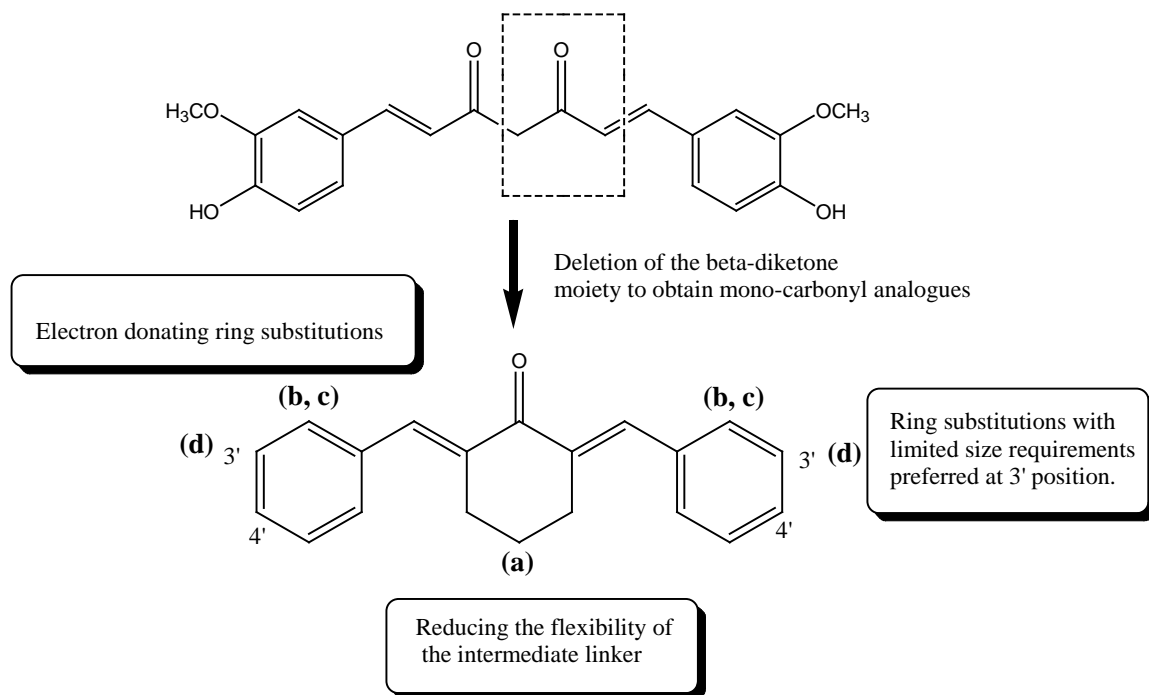 O O
H₃CO OCH₃
HO OH
Deletion of the beta-diketone
moiety to obtain mono-carbonyl analogues
Electron donating ring substitutions
O
(b, c) (b, c)
(d) 3' 3' (d)
4' 4'
Ring substitutions with
limited size requirements
preferred at 3' position.
(a)
Reducing the flexibility of
the intermediate linker